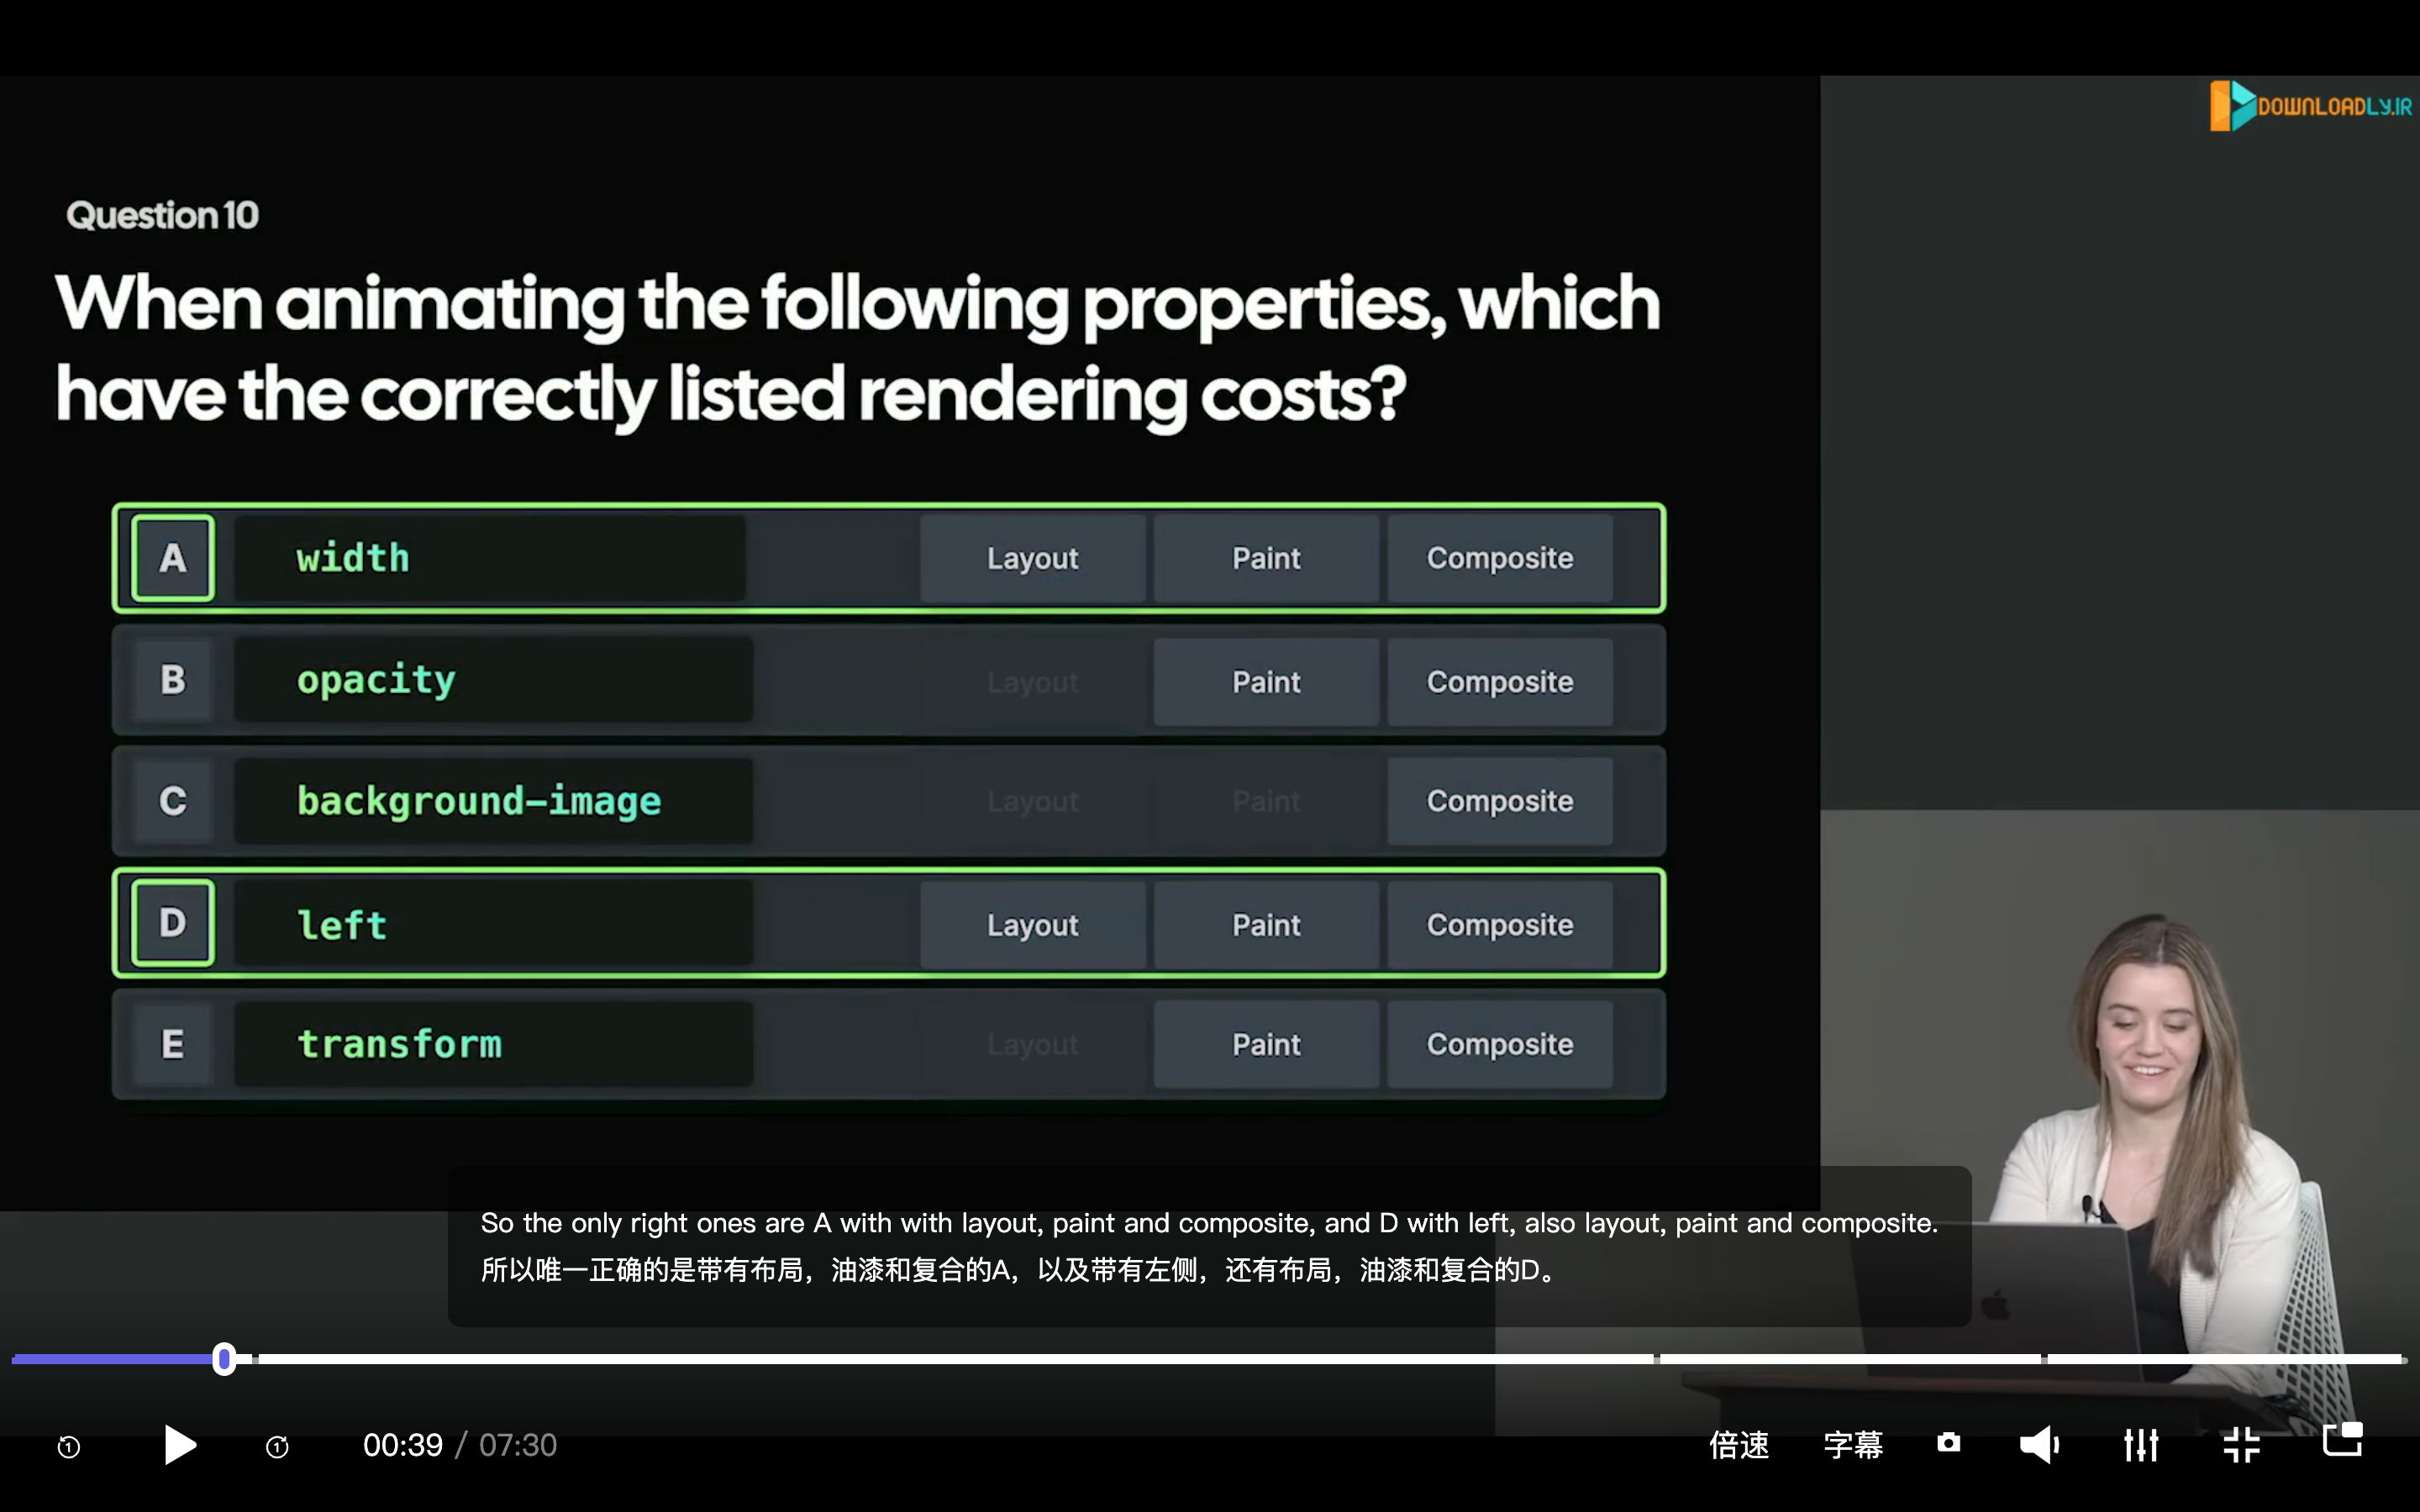 DOWNLOADLY.IR
Question 10
When animating the following properties, which
have the correctly listed rendering costs?
A width Layout Paint Composite
B opacity Layout Paint Composite
C background-image Layout Paint Composite
D left Layout Paint Composite
E transform Layout Paint Composite
So the only right ones are A with with layout, paint and composite, and D with left, also layout, paint and composite.
所以唯一正确的是带有布局，油漆和复合的A，以及带有左侧，还有布局，油漆和复合的D。
1 1 00:39 / 07:30 倍速 字幕